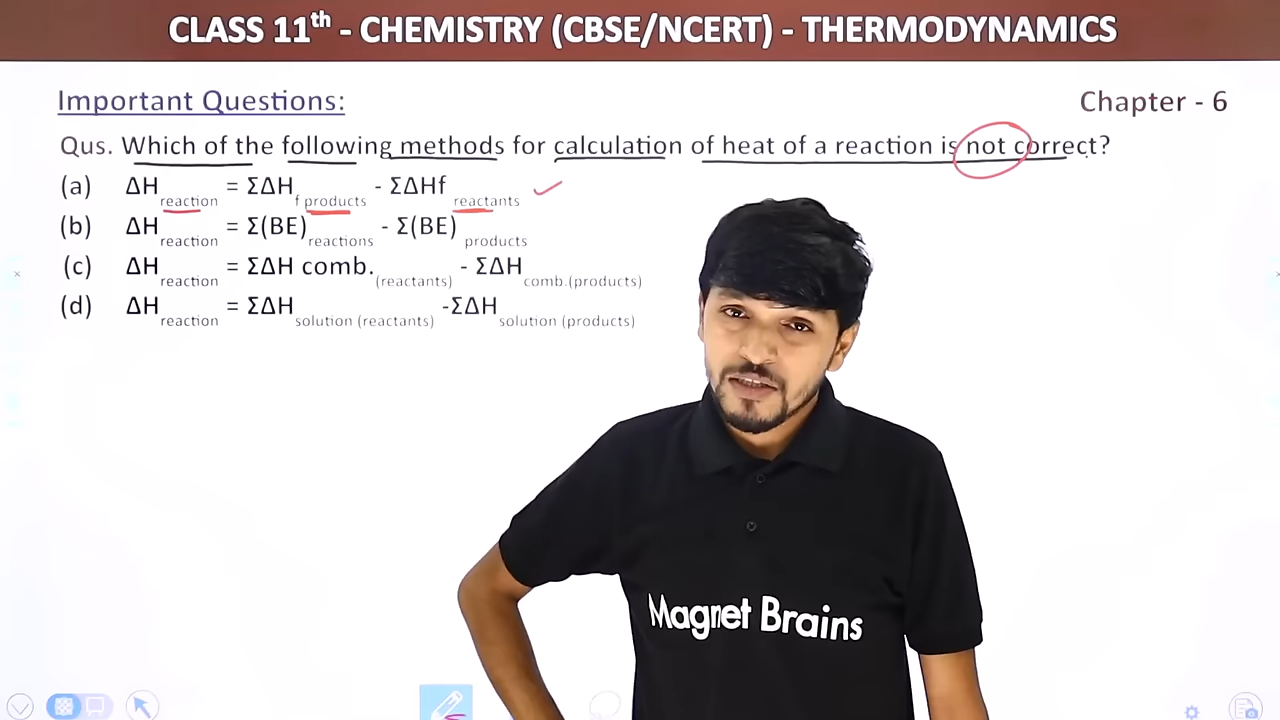 CLASS 11th - CHEMISTRY (CBSE/NCERT) - THERMODYNAMICS
Important Questions:
Chapter - 6
Qus. Which of the following methods for calculation of heat of a reaction is not correct?
(a) ΔH reaction = ΣΔH f products - ΣΔHf reactants
(b) ΔH reaction = Σ(BE) reactions - Σ(BE) products
(c) ΔH reaction = ΣΔH comb. (reactants) - ΣΔH comb.(products)
(d) ΔH reaction = ΣΔH solution (reactants) -ΣΔH solution (products)
Magnet Brains